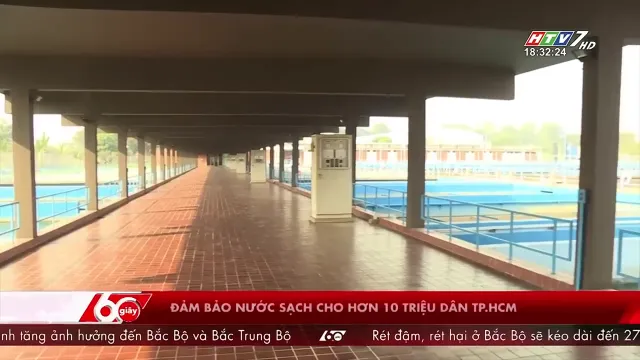 HTV7 HD
18:32:24
60 giây
ĐẢM BẢO NƯỚC SẠCH CHO HƠN 10 TRIỆU DÂN TP.HCM
nh tăng ảnh hưởng đến Bắc Bộ và Bắc Trung Bộ 60 Rét đậm, rét hại ở Bắc Bộ sẽ kéo dài đến 27